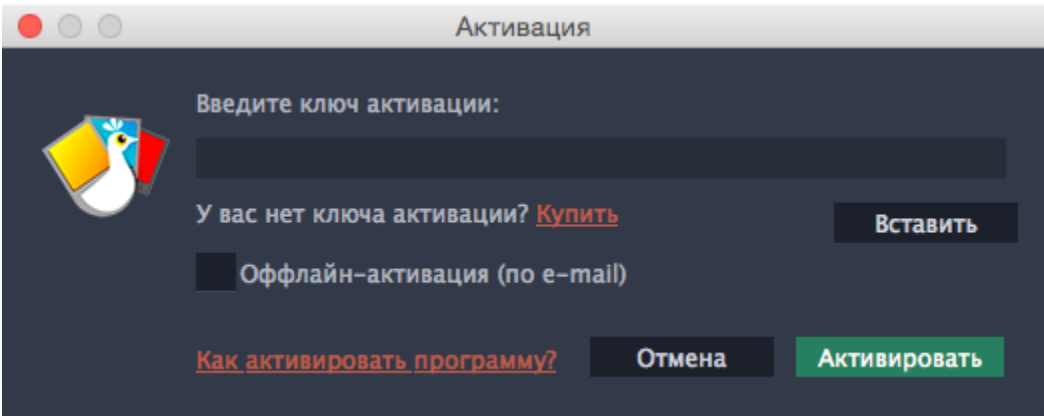 Активация
Введите ключ активации:
У вас нет ключа активации? Купить
Вставить
Оффлайн-активация (по e-mail)
Как активировать программу?
Отмена
Активировать